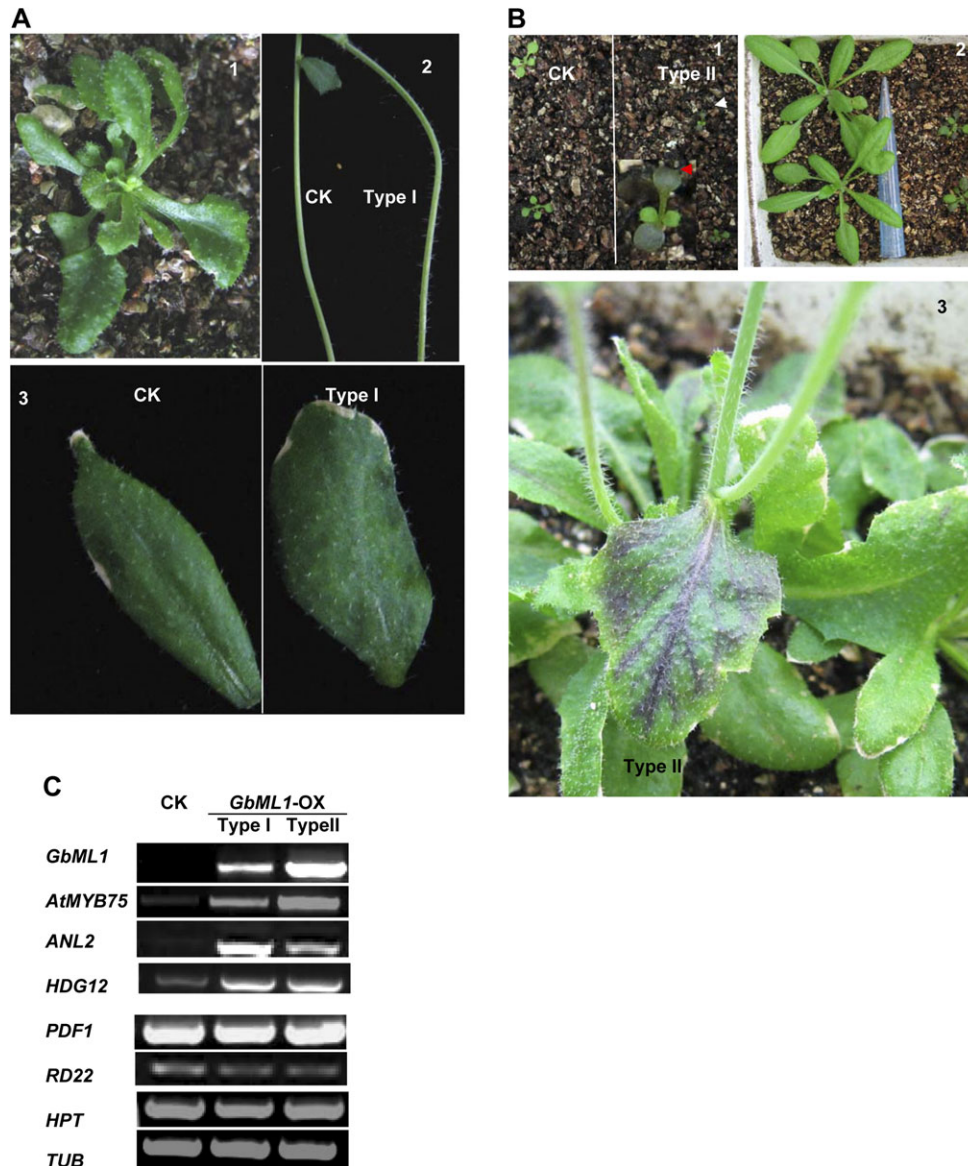 A
1
2
CK
Type I
3
CK
Type I
B
1
CK
Type II
2
3
Type II
C
CK
GbML1-OX
Type I
TypeII
GbML1
AtMYB75
ANL2
HDG12
PDF1
RD22
HPT
TUB